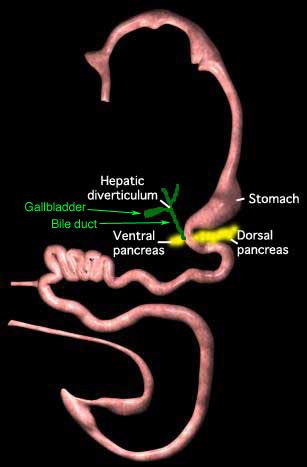 Hepatic
diverticulum
Stomach
Gallbladder
Bile duct
Ventral
pancreas
Dorsal
pancreas